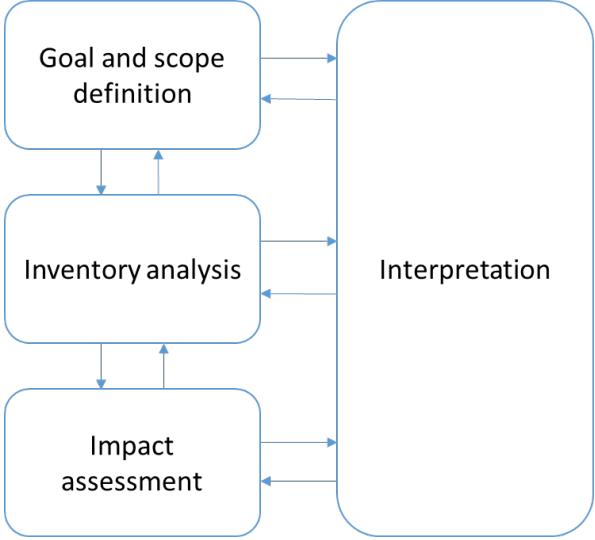 Goal and scope
definition
Inventory analysis
Interpretation
Impact
assessment